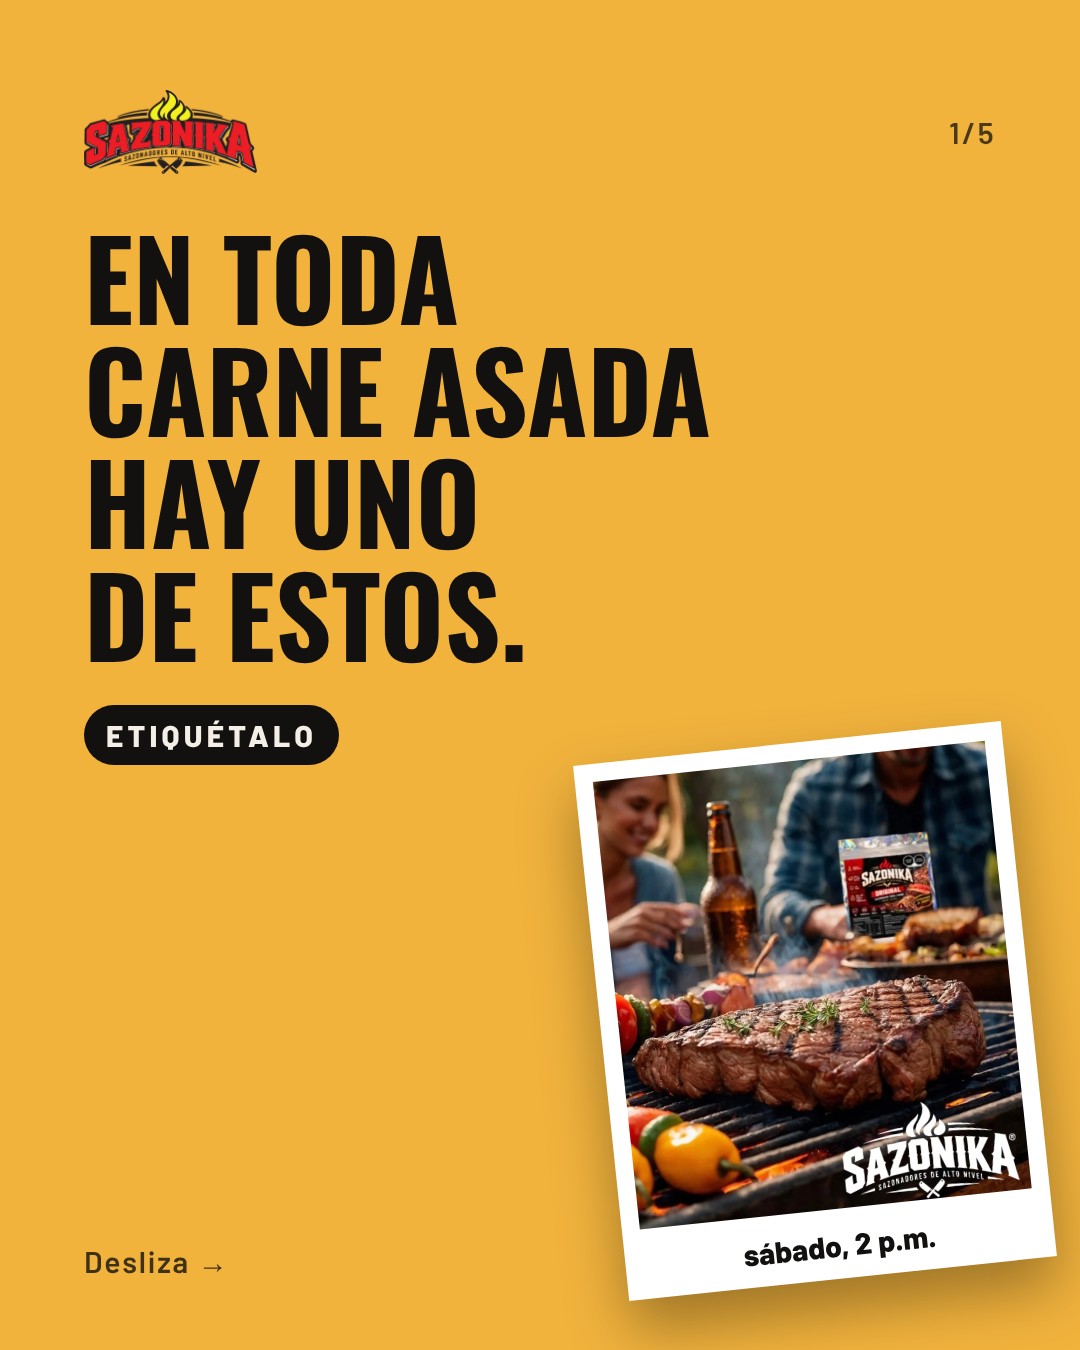 SAZONIKA
SAZONADORES DE ALTO NIVEL
1/5
EN TODA
CARNE ASADA
HAY UNO
DE ESTOS.
ETIQUÉTALO
SAZONIKA
ORIGINAL
SAZONIKA®
SAZONADORES DE ALTO NIVEL
sábado, 2 p.m.
Desliza →